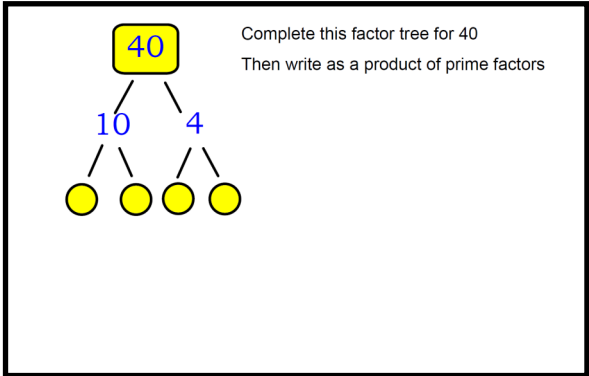 40
Complete this factor tree for 40
Then write as a product of prime factors
10 4